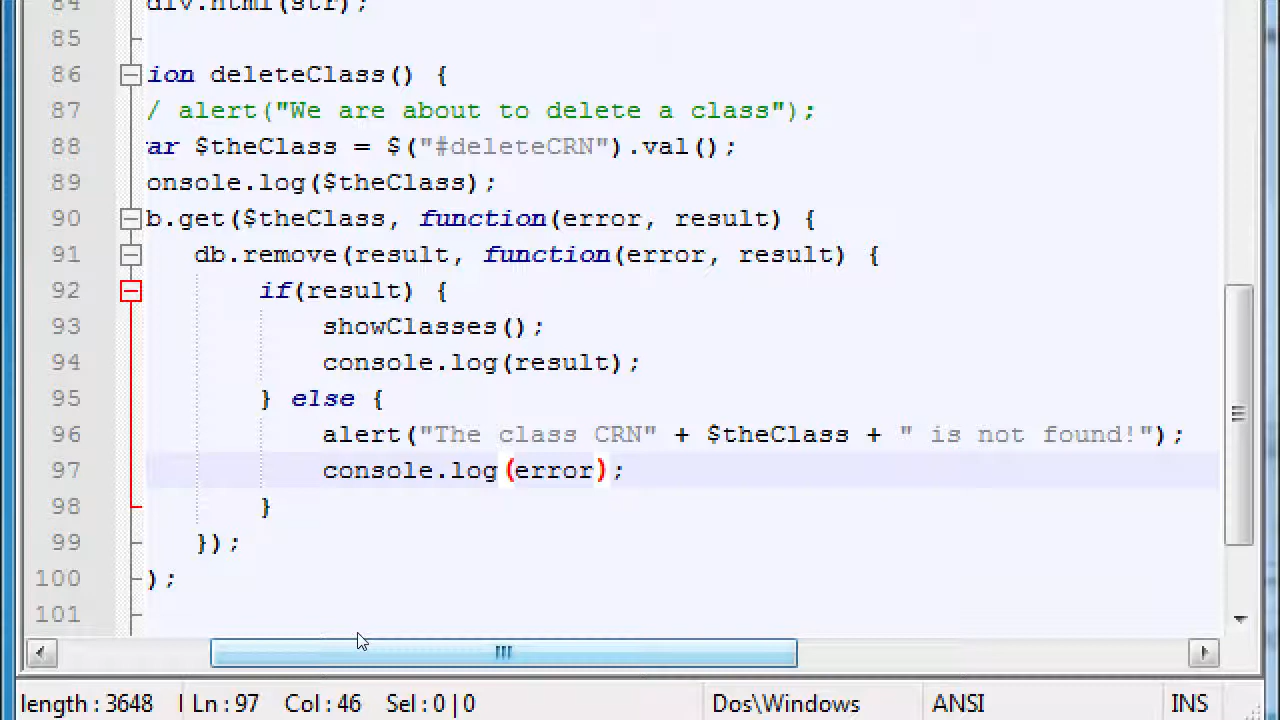 84 div.html(str);
85
86 ion deleteClass() {
87 / alert("We are about to delete a class");
88 ar $theClass = $("#deleteCRN").val();
89 onsole.log($theClass);
90 b.get($theClass, function(error, result) {
91 db.remove(result, function(error, result) {
92 if(result) {
93 showClasses();
94 console.log(result);
95 } else {
96 alert("The class CRN" + $theClass + " is not found!");
97 console.log(error);
98 }
99 });
100 );
101
length : 3648 l Ln : 97 Col : 46 Sel : 0 | 0 Dos\Windows ANSI INS